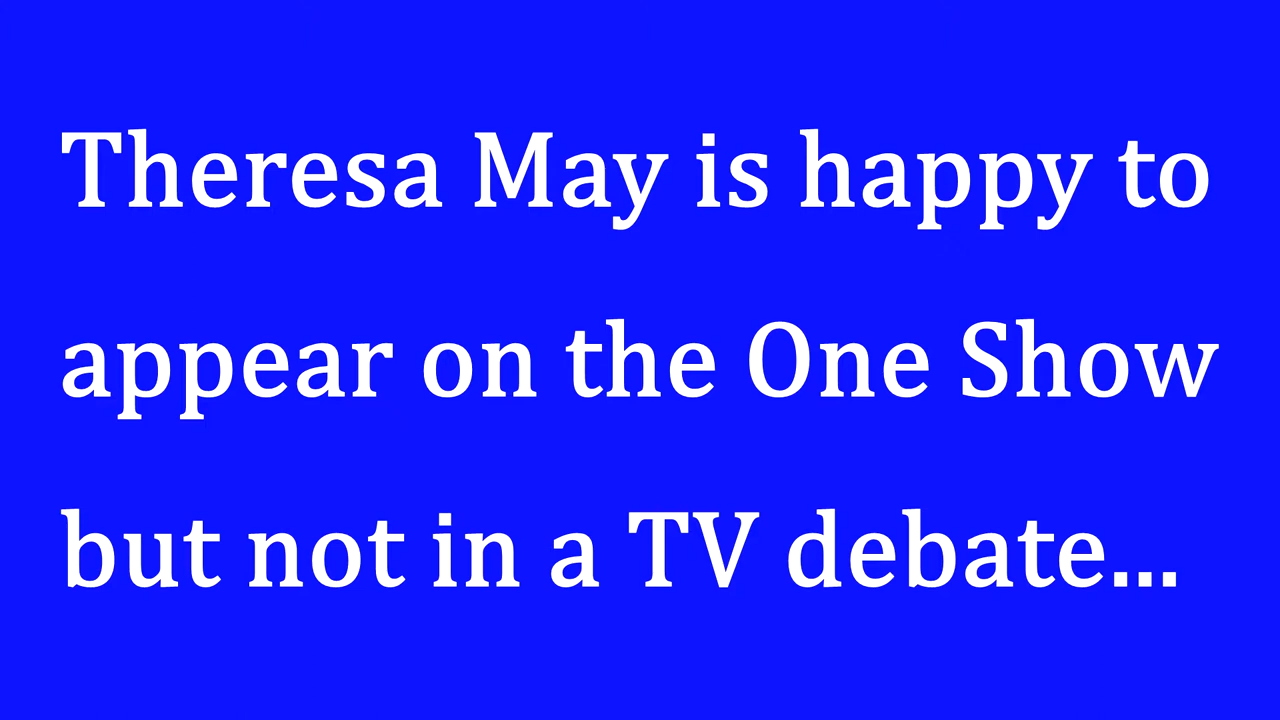 Theresa May is happy to
appear on the One Show
but not in a TV debate...